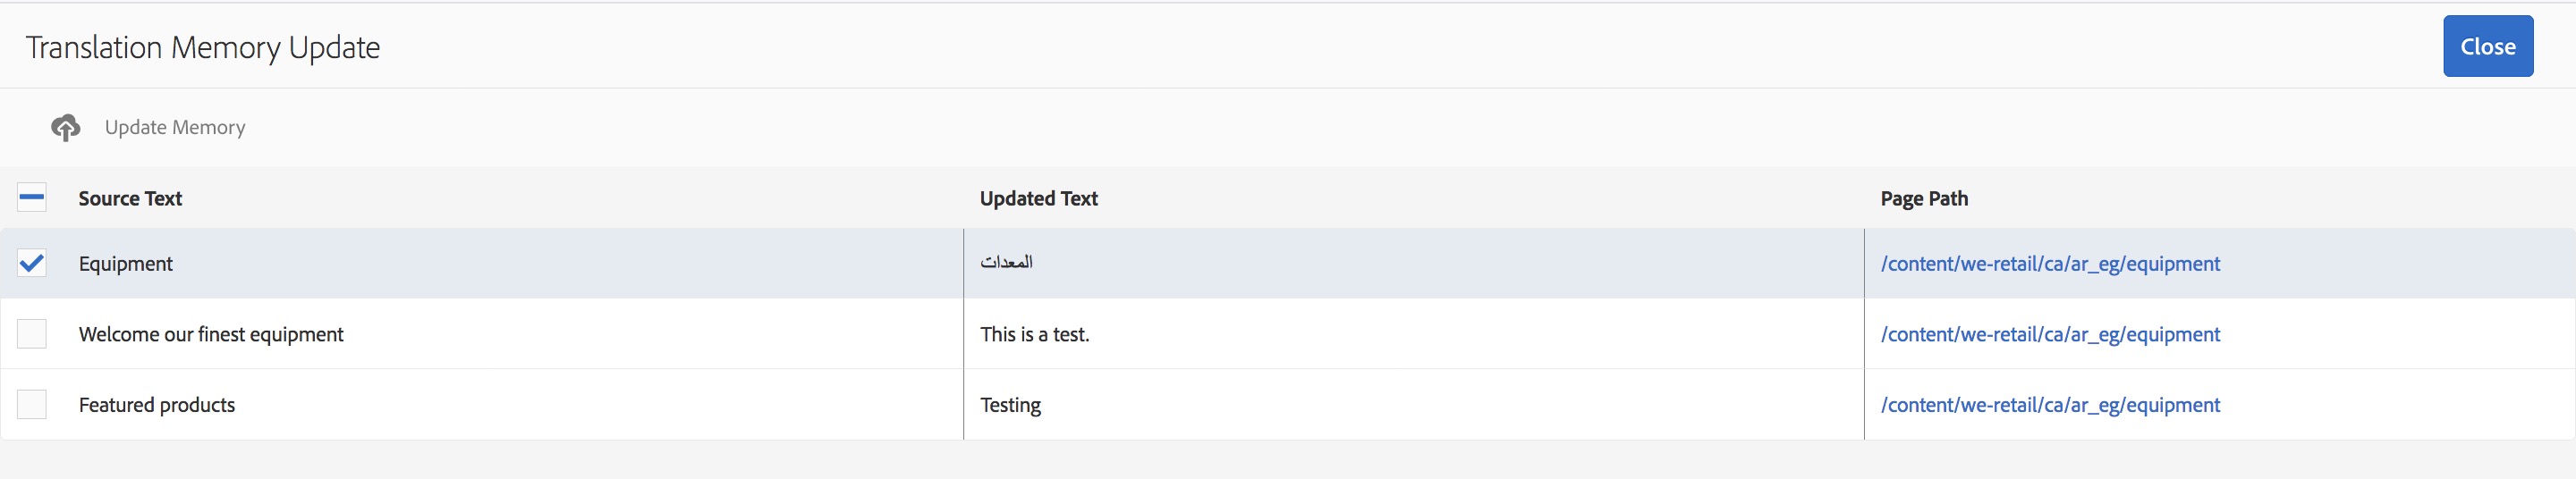 Translation Memory Update
Close
Update Memory
Source Text Updated Text Page Path
Equipment المعدات /content/we-retail/ca/ar_eg/equipment
Welcome our finest equipment This is a test. /content/we-retail/ca/ar_eg/equipment
Featured products Testing /content/we-retail/ca/ar_eg/equipment